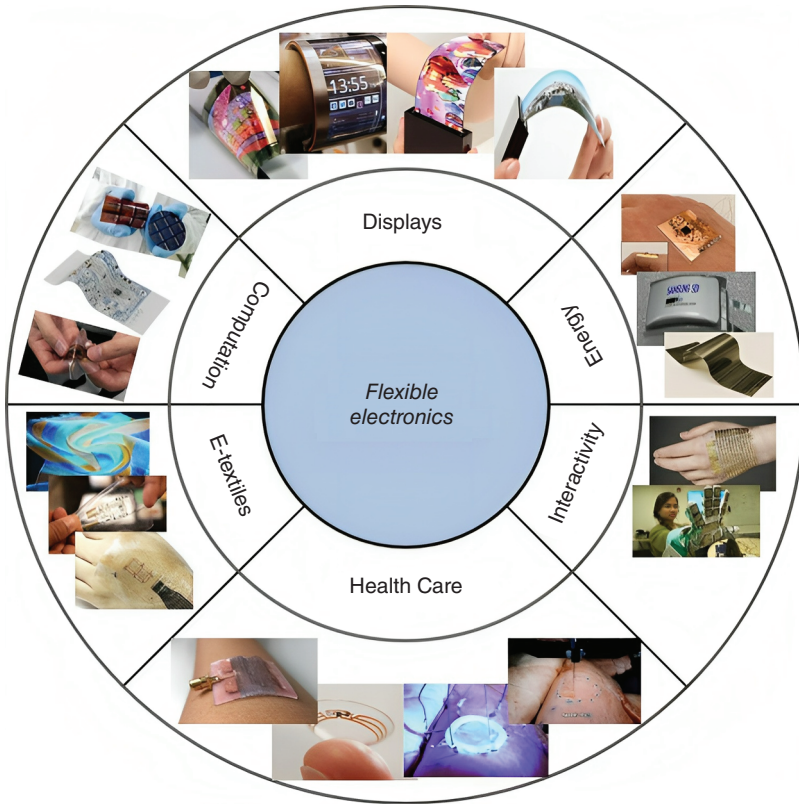 13:55
Displays
Computation
Energy
SAMSUNG SDI
Flexible
electronics
E-textiles
Interactivity
Health Care